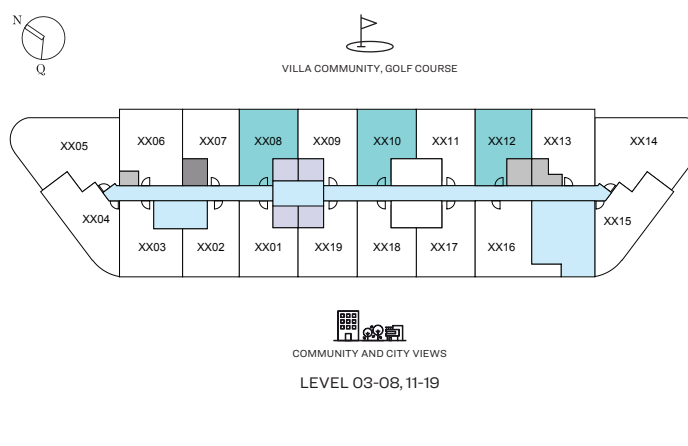 N
Q
VILLA COMMUNITY, GOLF COURSE
XX05 XX06 XX07 XX08 XX09 XX10 XX11 XX12 XX13 XX14
XX04 XX03 XX02 XX01 XX19 XX18 XX17 XX16 XX15
COMMUNITY AND CITY VIEWS
LEVEL 03-08, 11-19